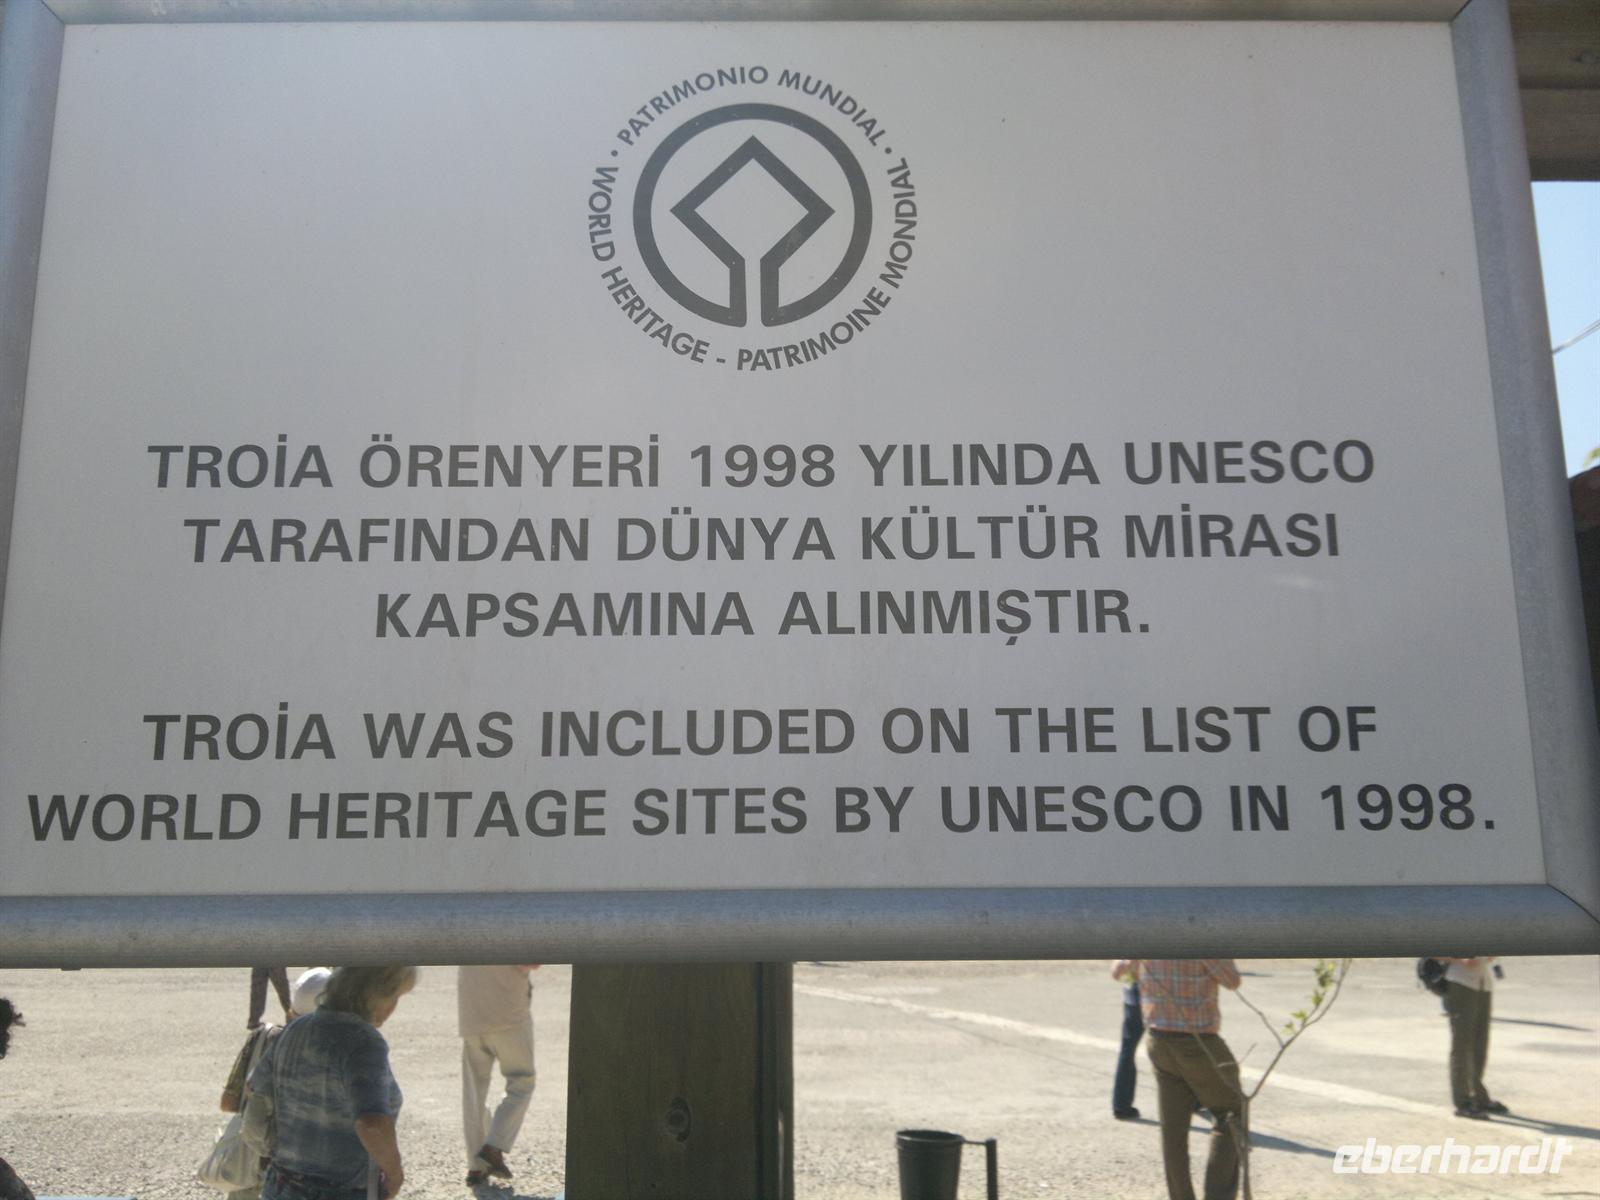 WORLD HERITAGE - PATRIMOINE MONDIAL · PATRIMONIO MUNDIAL ·
TROİA ÖRENYERİ 1998 YILINDA UNESCO
TARAFINDAN DÜNYA KÜLTÜR MİRASI
KAPSAMINA ALINMIŞTIR.
TROİA WAS INCLUDED ON THE LIST OF
WORLD HERITAGE SITES BY UNESCO IN 1998.
eberhardt